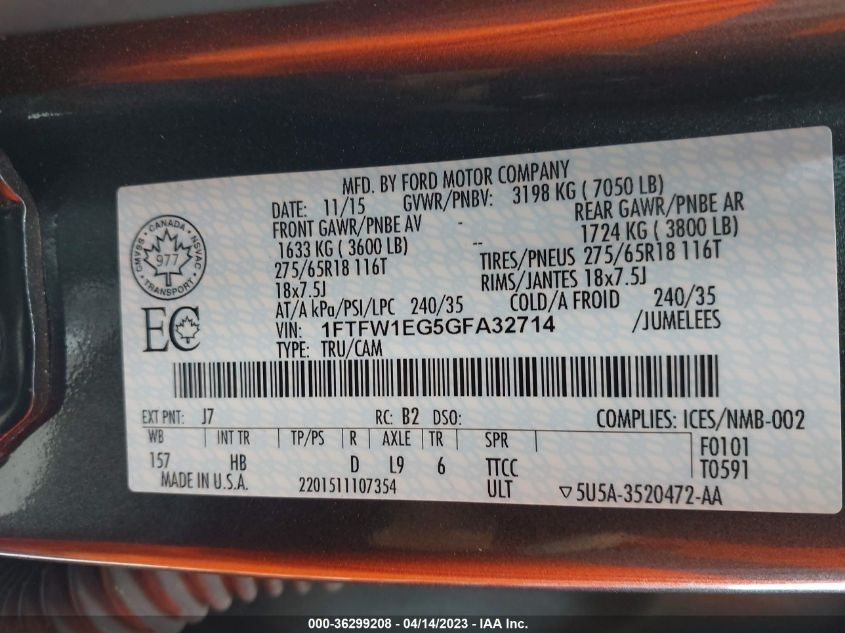 MFD. BY FORD MOTOR COMPANY
DATE: 11/15 GVWR/PNBV: 3198 KG ( 7050 LB)
FRONT GAWR/PNBE AV - REAR GAWR/PNBE AR
1633 KG ( 3600 LB) -- 1724 KG ( 3800 LB)
275/65R18 116T TIRES/PNEUS 275/65R18 116T
18x7.5J RIMS/JANTES 18x7.5J
AT/A kPa/PSI/LPC 240/35 COLD/A FROID 240/35
VIN: 1FTFW1EG5GFA32714 /JUMELEES
TYPE: TRU/CAM
CMVSS NSVAC
CANADA
977
TRANSPORT
EC
EXT PNT: J7 RC: B2 DSO: COMPLIES: ICES/NMB-002
WB INT TR TP/PS R AXLE TR SPR F0101
157 HB D L9 6 TTCC T0591
MADE IN U.S.A. 2201511107354 ULT ▽5U5A-3520472-AA
000-36299208 - 04/14/2023 - IAA Inc.